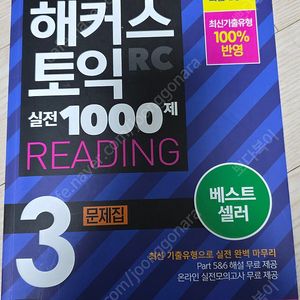 해커스
최신기출유형
100%
반영
토익 RC
실전 1000제
READING
베스트
셀러
3 문제집
최신 기출유형으로 실전 완벽 마무리
Part 5&6 해설 무료 제공
온라인 실전모의고사 무료 제공